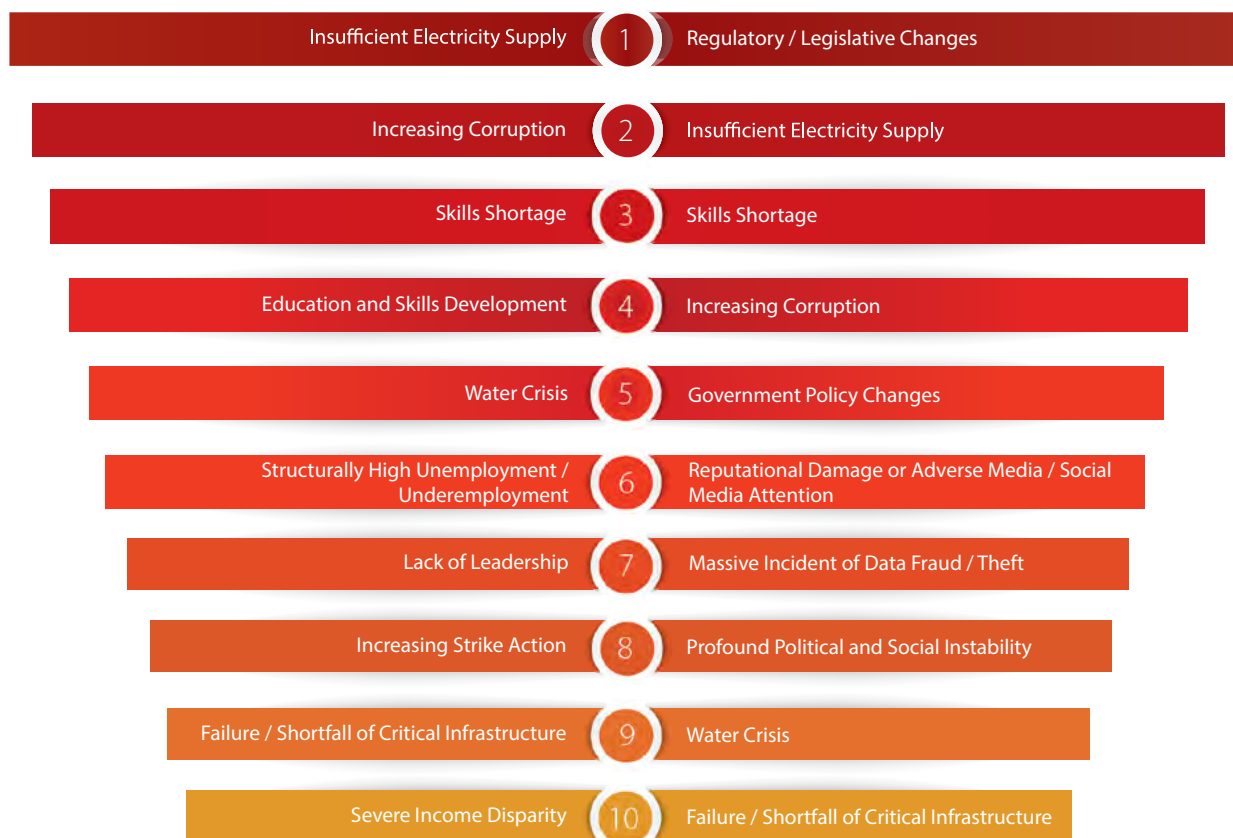 Insufficient Electricity Supply 1 Regulatory / Legislative Changes
Increasing Corruption 2 Insufficient Electricity Supply
Skills Shortage 3 Skills Shortage
Education and Skills Development 4 Increasing Corruption
Water Crisis 5 Government Policy Changes
Structurally High Unemployment /
Underemployment
6
Reputational Damage or Adverse Media / Social
Media Attention
Lack of Leadership 7 Massive Incident of Data Fraud / Theft
Increasing Strike Action 8 Profound Political and Social Instability
Failure / Shortfall of Critical Infrastructure 9 Water Crisis
Severe Income Disparity 10 Failure / Shortfall of Critical Infrastructure